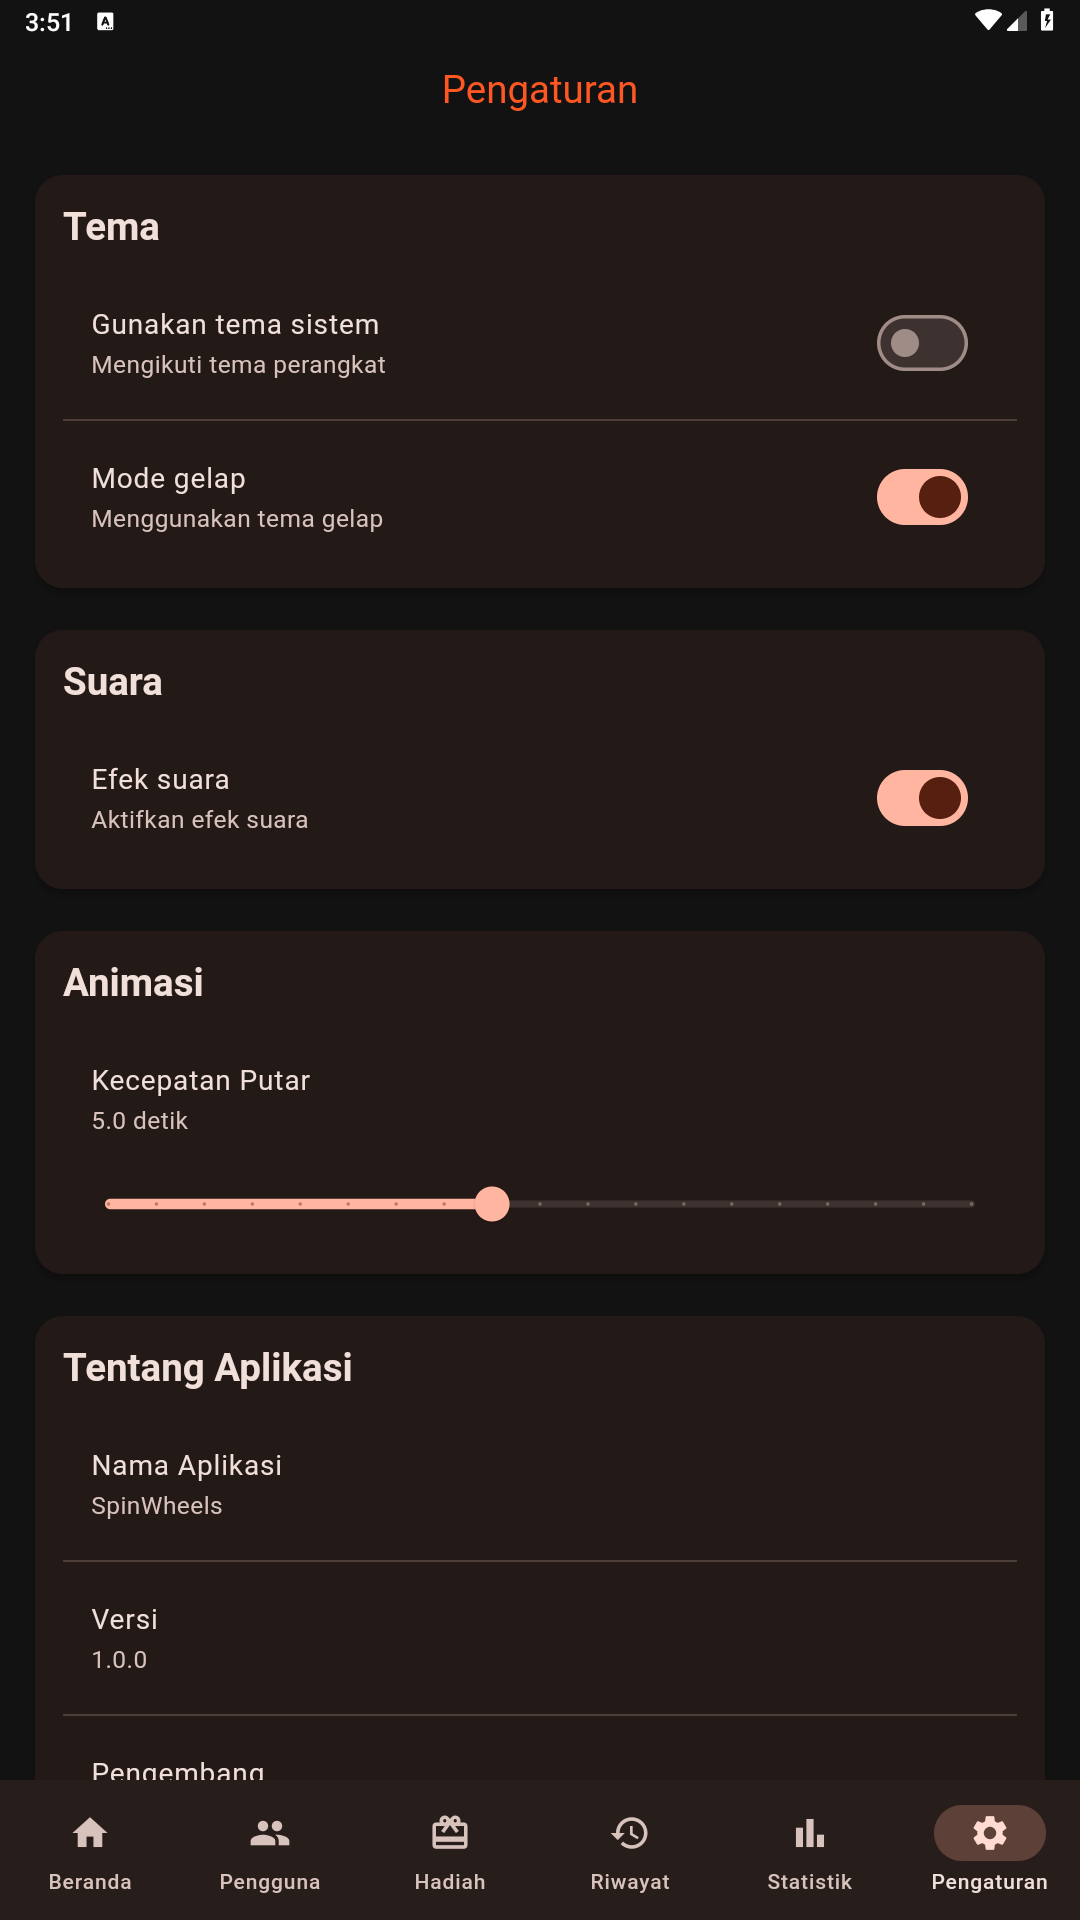 3:51
Pengaturan
Tema
Gunakan tema sistem
Mengikuti tema perangkat
Mode gelap
Menggunakan tema gelap
Suara
Efek suara
Aktifkan efek suara
Animasi
Kecepatan Putar
5.0 detik
Tentang Aplikasi
Nama Aplikasi
SpinWheels
Versi
1.0.0
Pengembang
Beranda
Pengguna
Hadiah
Riwayat
Statistik
Pengaturan